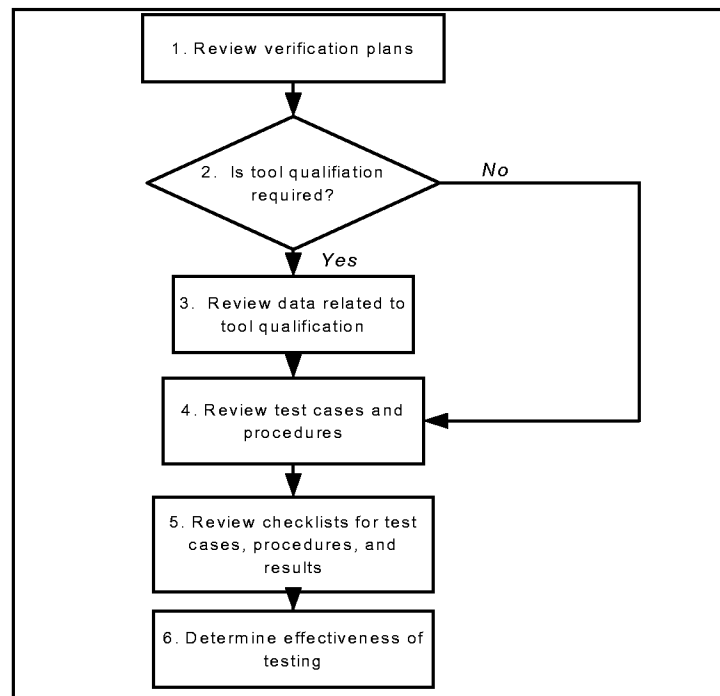 1. Review verification plans
2. Is tool qualifiation
required?
No
Yes
3. Review data related to
tool qualification
4. Review test cases and
procedures
5. Review checklists for test
cases, procedures, and
results
6. Determine effectiveness of
testing